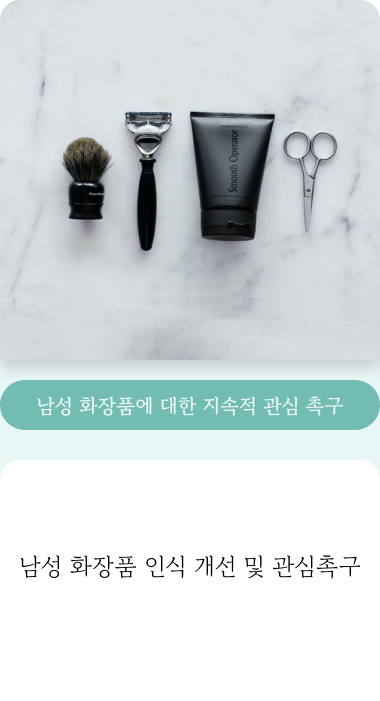 Smooth Operator
남성 화장품에 대한 지속적 관심 촉구
남성 화장품 인식 개선 및 관심촉구